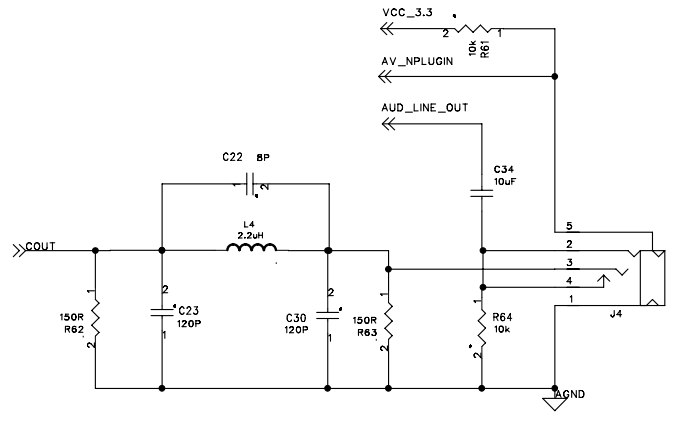 VCC_3.3
2
1
10k
R61
AV_NPLUGIN
AUD_LINE_OUT
C22 8P
1
2
C34
10uF
L4
2.2uH
COUT
5
2
3
4
1
J4
1
150R
R62
2
2
C23
120P
1
2
C30
120P
1
1
150R
R63
2
1
R64
10k
2
AGND